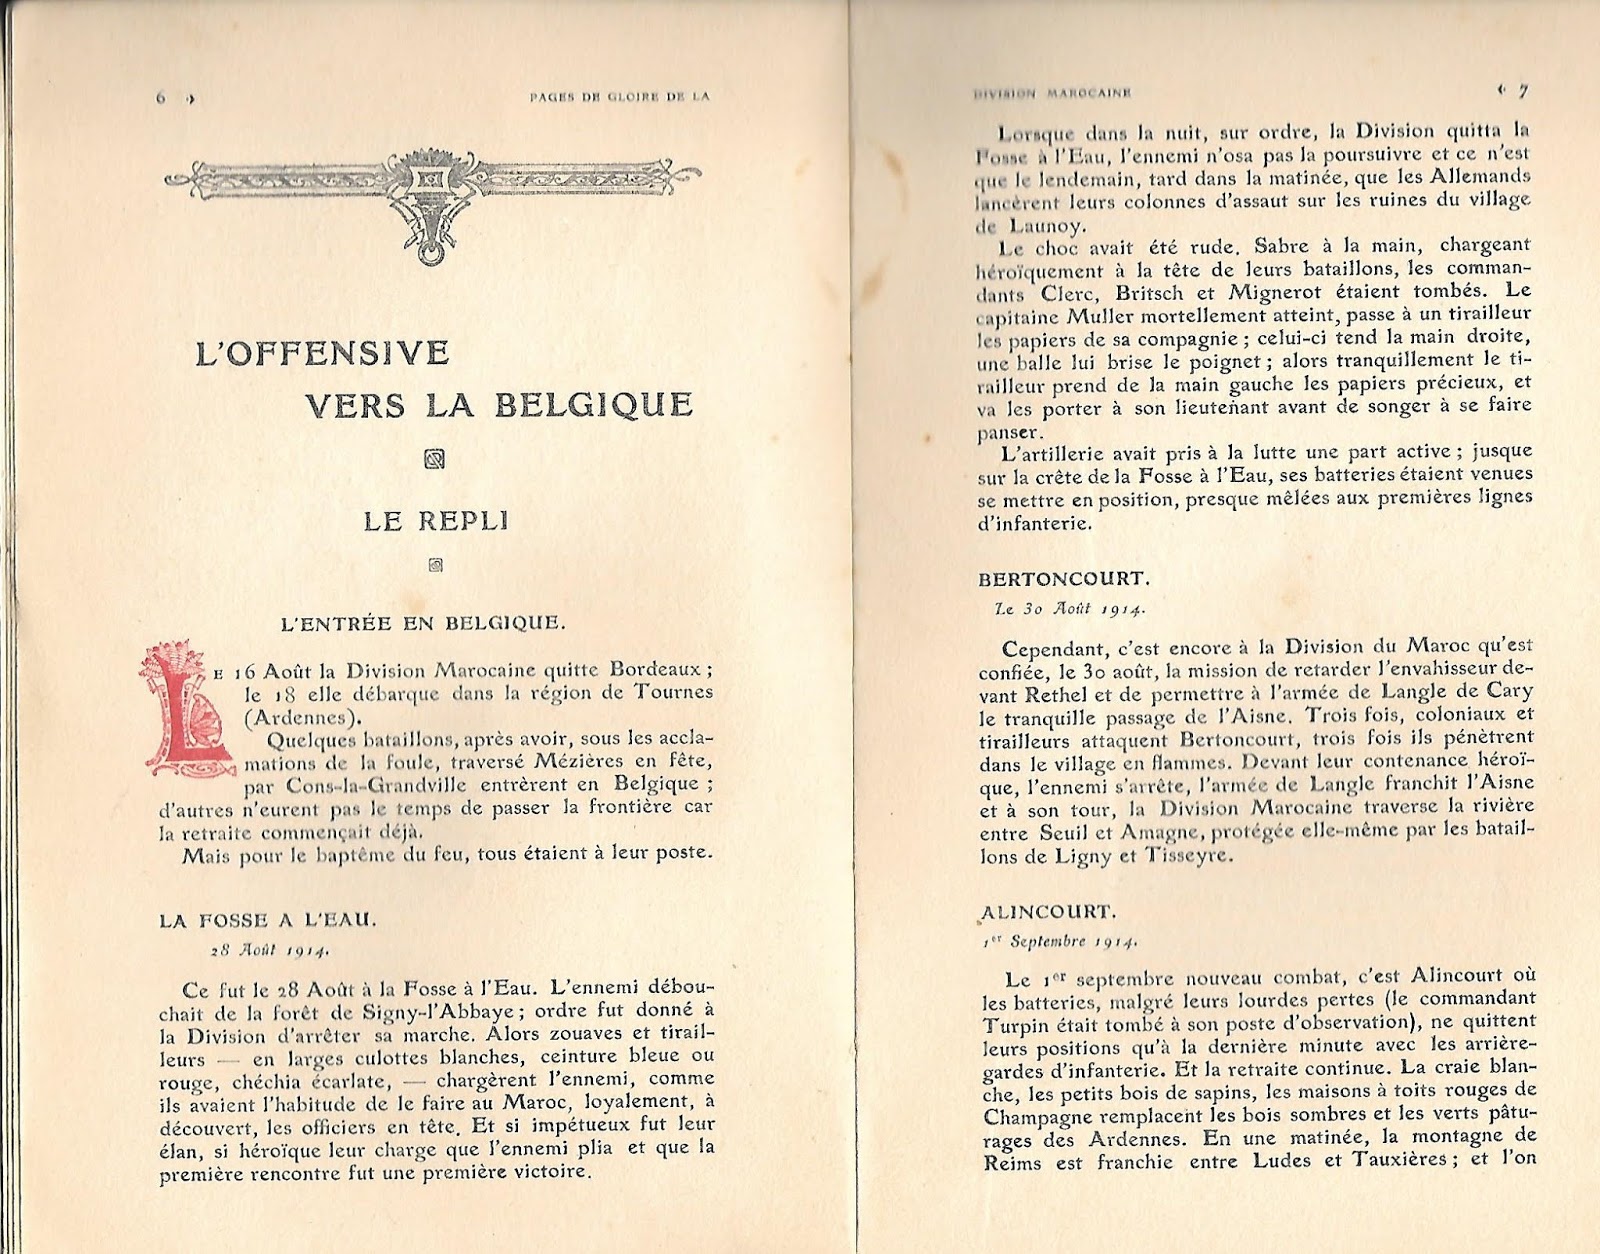 6
PAGES DE GLOIRE DE LA
L'OFFENSIVE
VERS LA BELGIQUE
LE REPLI
L'ENTRÉE EN BELGIQUE.
LE 16 Août la Division Marocaine quitte Bordeaux ;
le 18 elle débarque dans la région de Tournes
(Ardennes).
Quelques bataillons, après avoir, sous les accla-
mations de la foule, traversé Mézières en fête,
par Cons-la-Grandville entrèrent en Belgique ;
d'autres n'eurent pas le temps de passer la frontière car
la retraite commençait déjà.
Mais pour le baptême du feu, tous étaient à leur poste.
LA FOSSE A L'EAU.
28 Août 1914.
Ce fut le 28 Août à la Fosse à l'Eau. L'ennemi débou-
chait de la forêt de Signy-l'Abbaye ; ordre fut donné à
la Division d'arrêter sa marche. Alors zouaves et tirail-
leurs — en larges culottes blanches, ceinture bleue ou
rouge, chéchia écarlate, — chargèrent l'ennemi, comme
ils avaient l'habitude de le faire au Maroc, loyalement, à
découvert, les officiers en tête. Et si impétueux fut leur
élan, si héroïque leur charge que l'ennemi plia et que la
première rencontre fut une première victoire.
DIVISION MAROCAINE
7
Lorsque dans la nuit, sur ordre, la Division quitta la
Fosse à l'Eau, l'ennemi n'osa pas la poursuivre et ce n'est
que le lendemain, tard dans la matinée, que les Allemands
lancèrent leurs colonnes d'assaut sur les ruines du village
de Launoy.
Le choc avait été rude. Sabre à la main, chargeant
héroïquement à la tête de leurs bataillons, les comman-
dants Clerc, Britsch et Mignerot étaient tombés. Le
capitaine Muller mortellement atteint, passe à un tirailleur
les papiers de sa compagnie ; celui-ci tend la main droite,
une balle lui brise le poignet ; alors tranquillement le ti-
railleur prend de la main gauche les papiers précieux, et
va les porter à son lieutenant avant de songer à se faire
panser.
L'artillerie avait pris à la lutte une part active ; jusque
sur la crête de la Fosse à l'Eau, ses batteries étaient venues
se mettre en position, presque mêlées aux premières lignes
d'infanterie.
BERTONCOURT.
Le 30 Août 1914.
Cependant, c'est encore à la Division du Maroc qu'est
confiée, le 30 août, la mission de retarder l'envahisseur de-
vant Rethel et de permettre à l'armée de Langle de Cary
le tranquille passage de l'Aisne. Trois fois, coloniaux et
tirailleurs attaquent Bertoncourt, trois fois ils pénètrent
dans le village en flammes. Devant leur contenance héroï-
que, l'ennemi s'arrête, l'armée de Langle franchit l'Aisne
et à son tour, la Division Marocaine traverse la rivière
entre Seuil et Amagne, protégée elle-même par les batail-
lons de Ligny et Tisseyre.
ALINCOURT.
1er Septembre 1914.
Le 1er septembre nouveau combat, c'est Alincourt où
les batteries, malgré leurs lourdes pertes (le commandant
Turpin était tombé à son poste d'observation), ne quittent
leurs positions qu'à la dernière minute avec les arrière-
gardes d'infanterie. Et la retraite continue. La craie blan-
che, les petits bois de sapins, les maisons à toits rouges de
Champagne remplacent les bois sombres et les verts pâtu-
rages des Ardennes. En une matinée, la montagne de
Reims est franchie entre Ludes et Tauxières ; et l'on